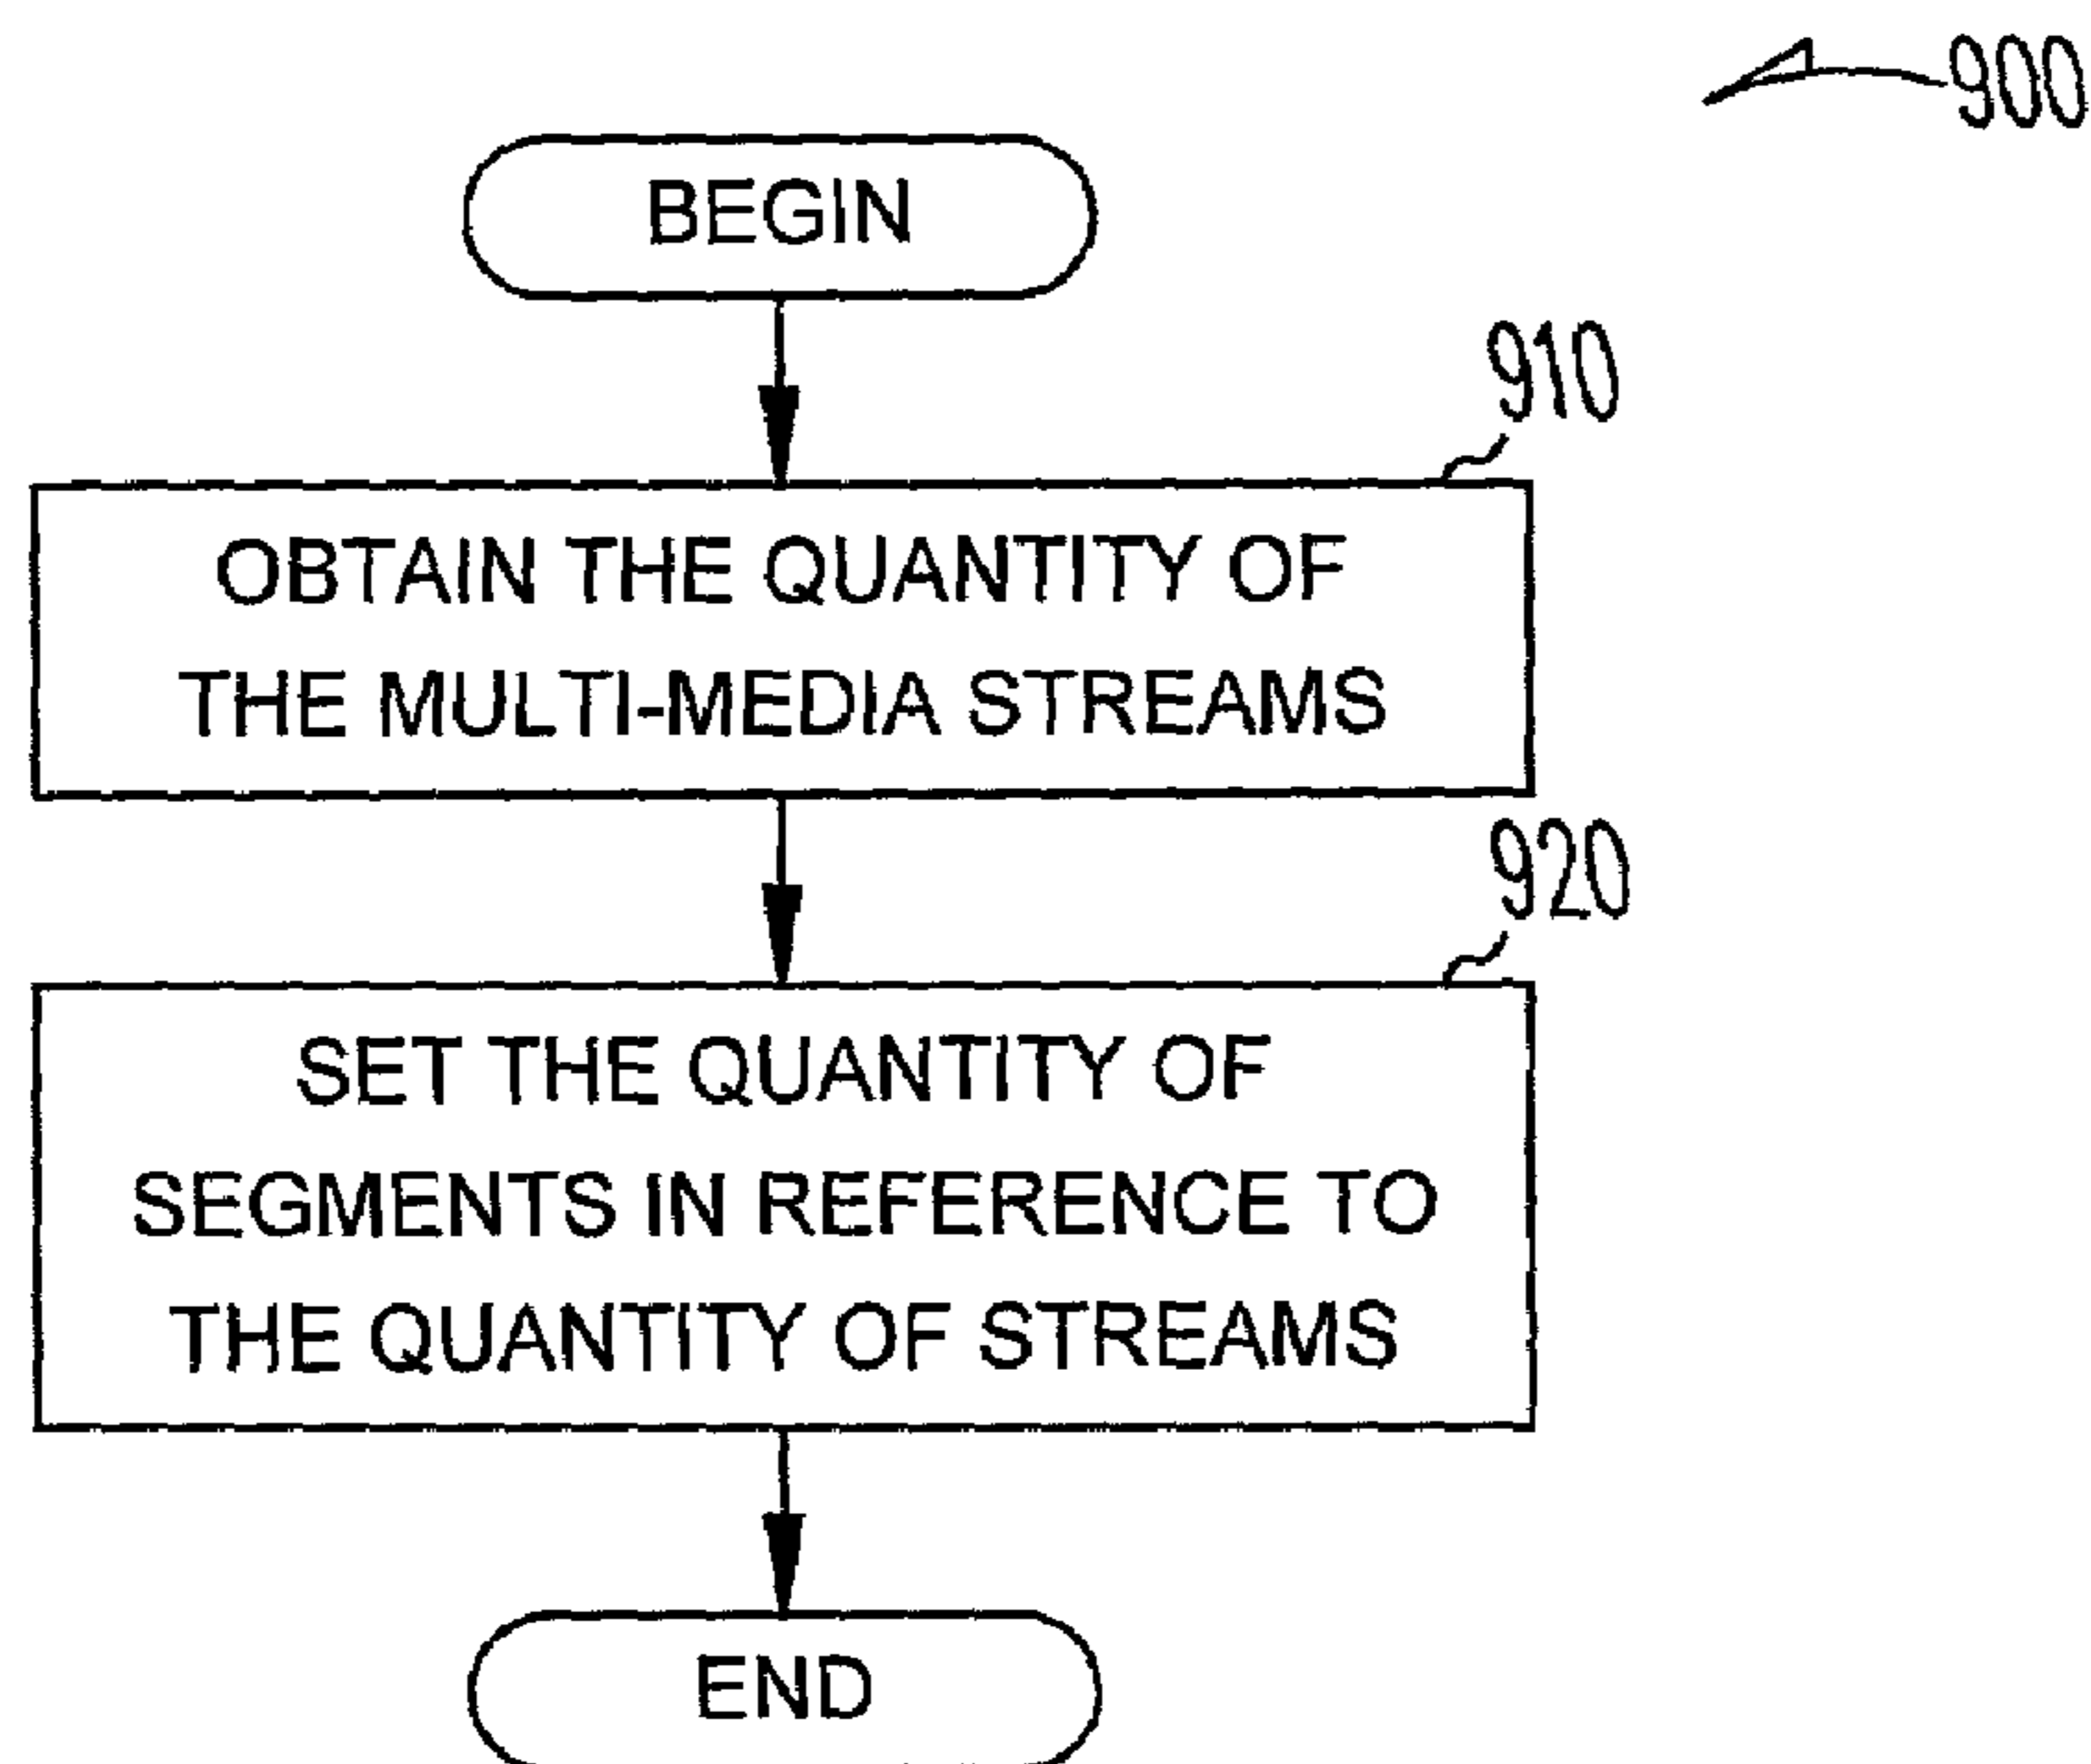 900
BEGIN
910
OBTAIN THE QUANTITY OF
THE MULTI-MEDIA STREAMS
920
SET THE QUANTITY OF
SEGMENTS IN REFERENCE TO
THE QUANTITY OF STREAMS
END